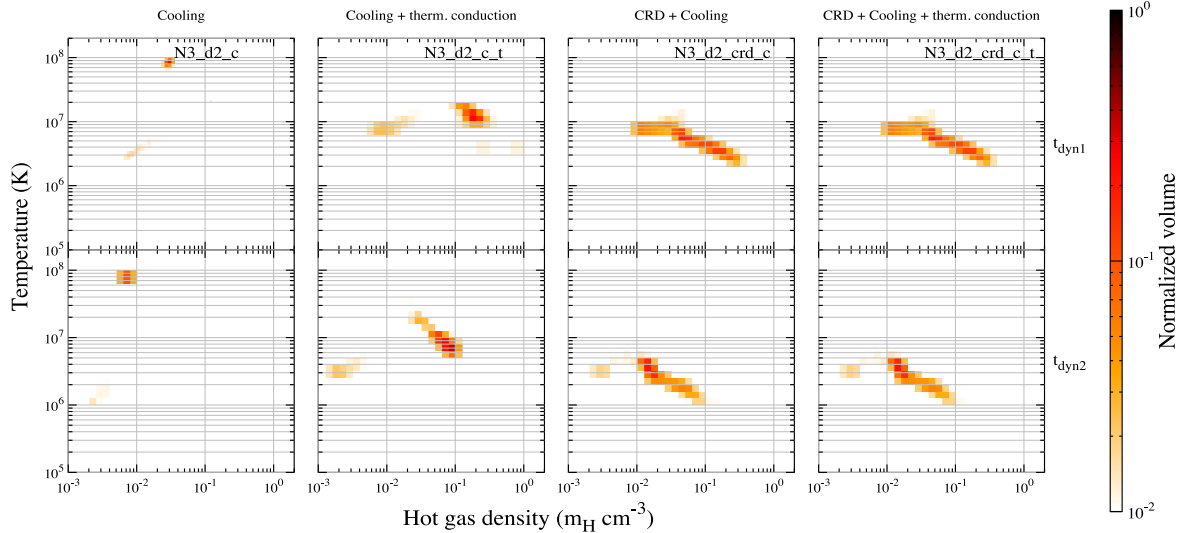 Cooling
Cooling + therm. conduction
CRD + Cooling
CRD + Cooling + therm. conduction
N3_d2_c
N3_d2_c_t
N3_d2_crd_c
N3_d2_crd_c_t
10^8
10^7
10^6
10^5
t_dyn1
10^8
10^7
10^6
10^5
t_dyn2
Temperature (K)
10^-3 10^-2 10^-1 10^0
10^-3 10^-2 10^-1 10^0
10^-3 10^-2 10^-1 10^0
10^-3 10^-2 10^-1 10^0
Hot gas density (m_H cm^-3)
10^0
10^-1
10^-2
Normalized volume